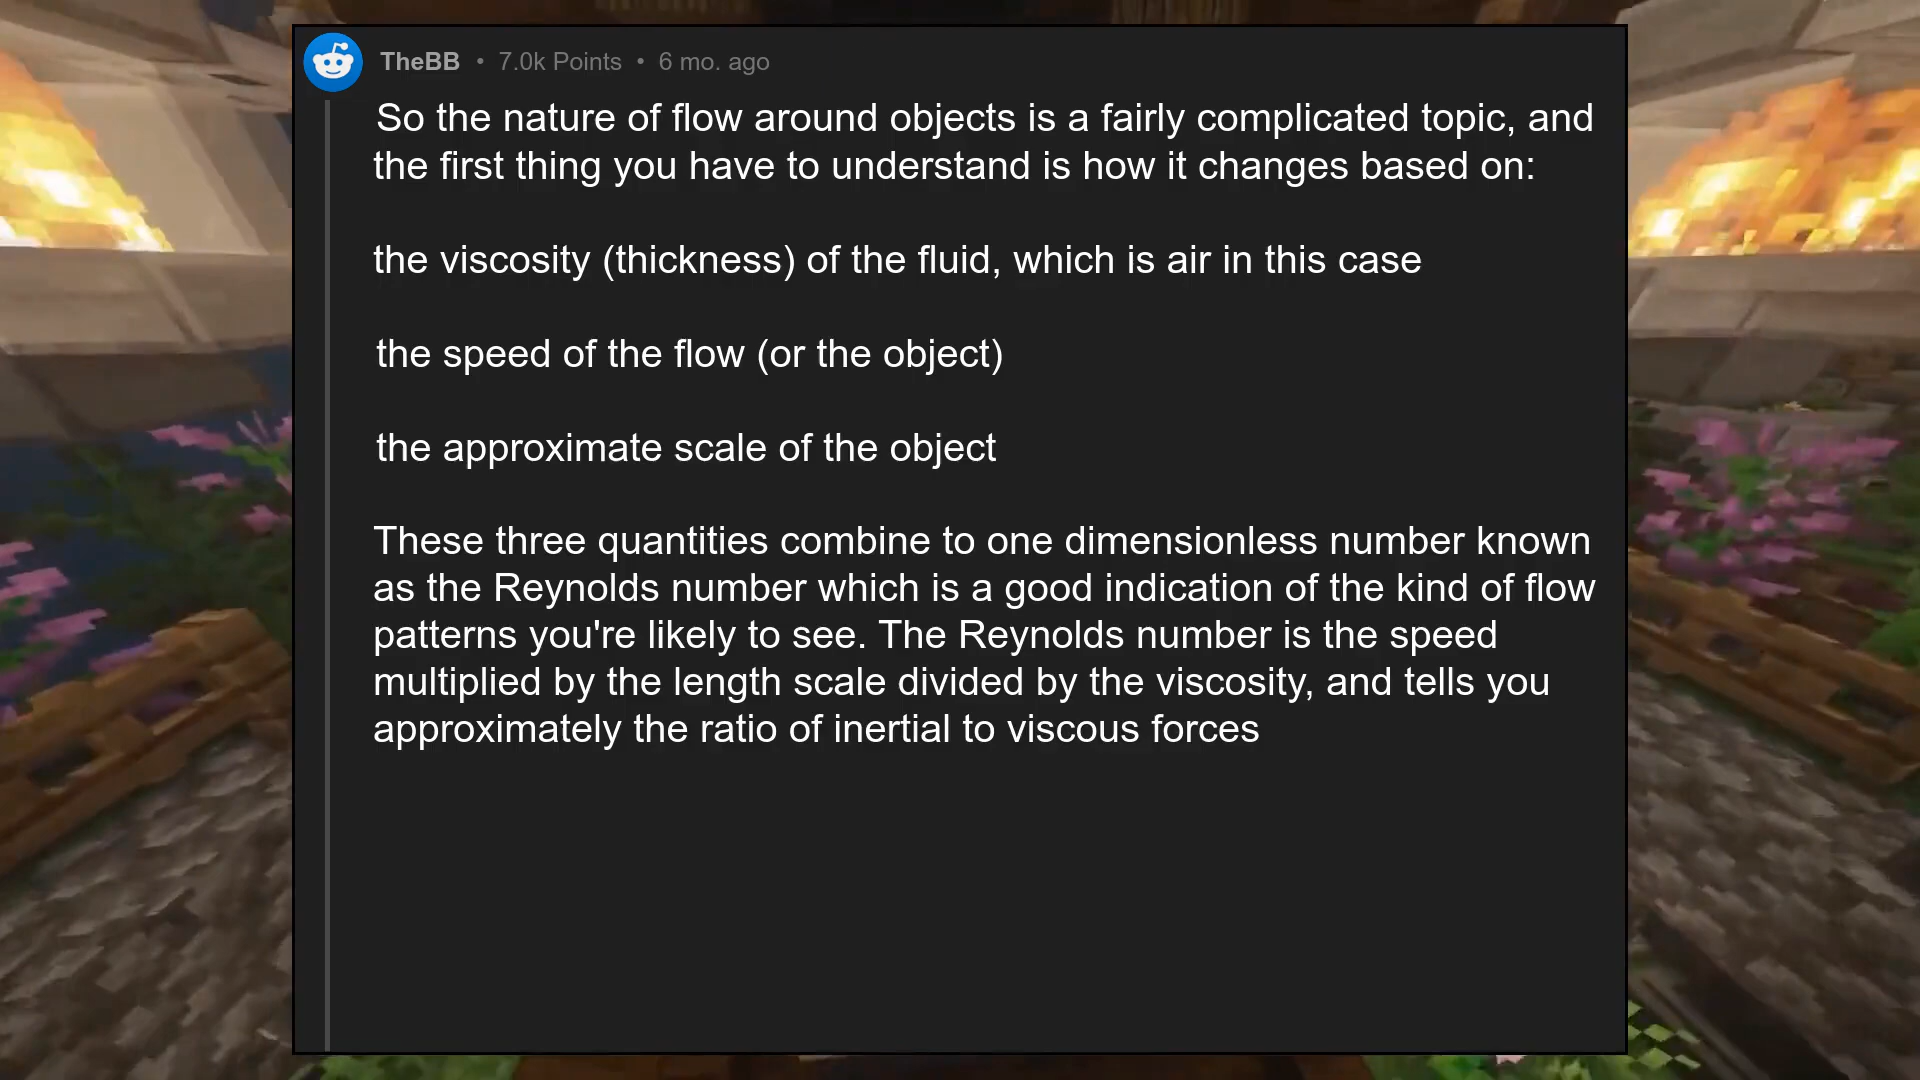 TheBB • 7.0k Points • 6 mo. ago
So the nature of flow around objects is a fairly complicated topic, and
the first thing you have to understand is how it changes based on:
the viscosity (thickness) of the fluid, which is air in this case
the speed of the flow (or the object)
the approximate scale of the object
These three quantities combine to one dimensionless number known
as the Reynolds number which is a good indication of the kind of flow
patterns you're likely to see. The Reynolds number is the speed
multiplied by the length scale divided by the viscosity, and tells you
approximately the ratio of inertial to viscous forces